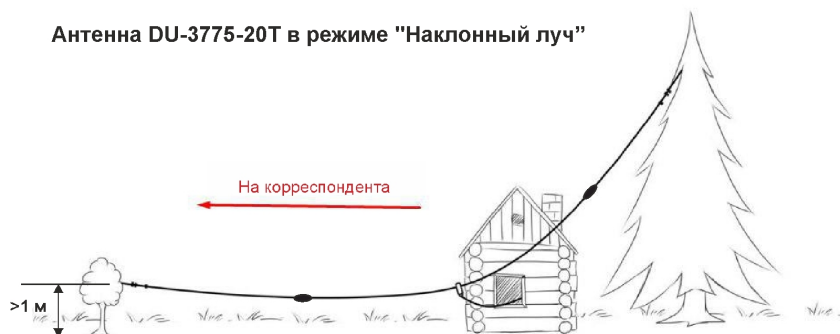 Антенна DU-3775-20T в режиме "Наклонный луч”
На корреспондента
>1 м